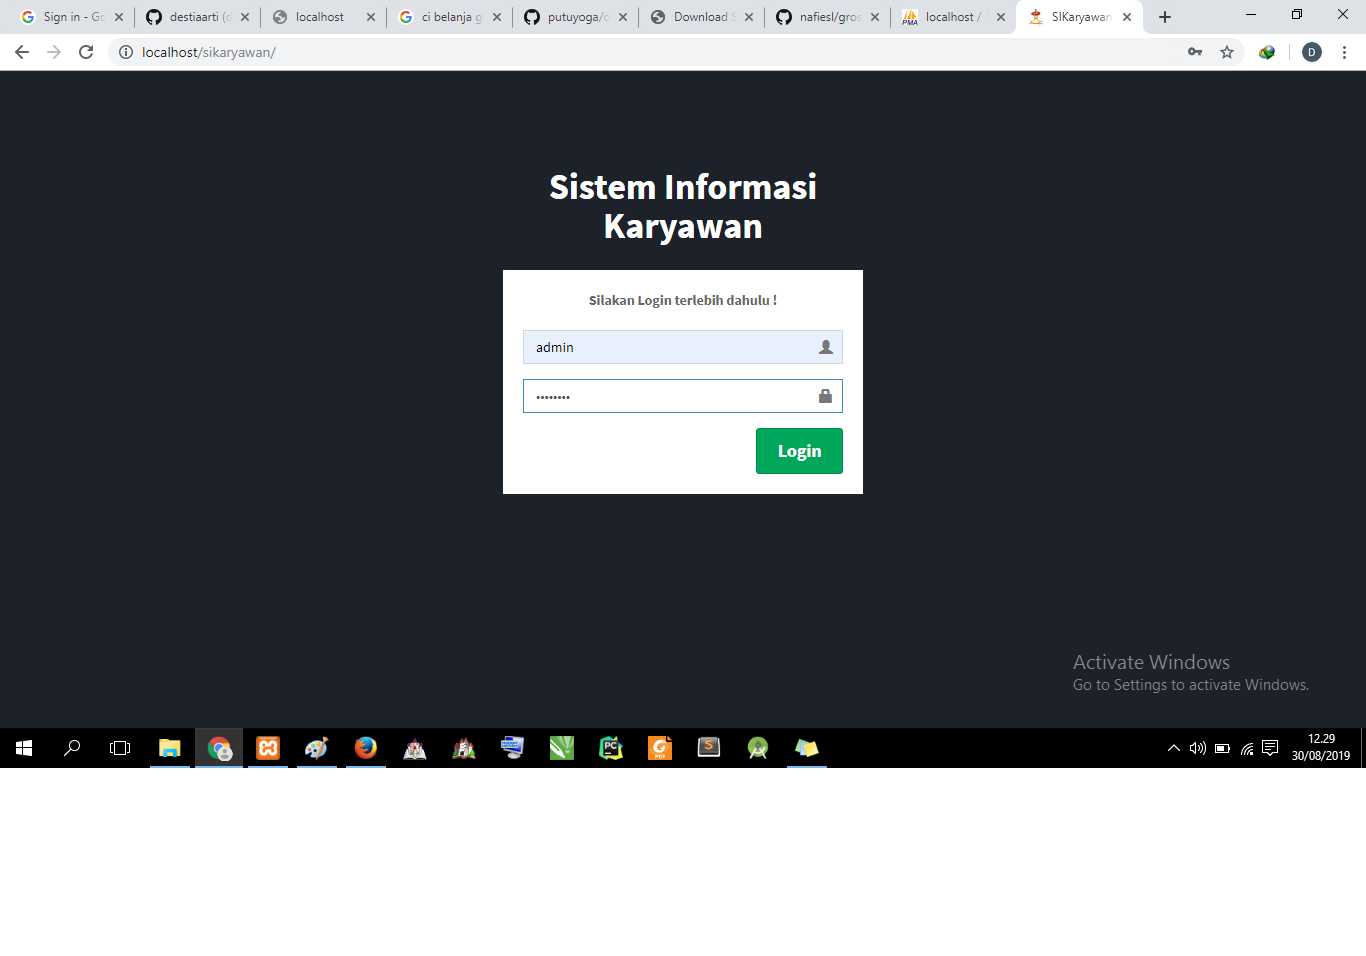 Sign in - Go
destiaarti (d
localhost
ci belanja g
putuyoga/
Download
nafiesl/gros
localhost /
SIKaryawan
localhost/sikaryawan/
D
Sistem Informasi
Karyawan
Silakan Login terlebih dahulu !
admin
••••••••
Login
Activate Windows
Go to Settings to activate Windows.
12.29
30/08/2019